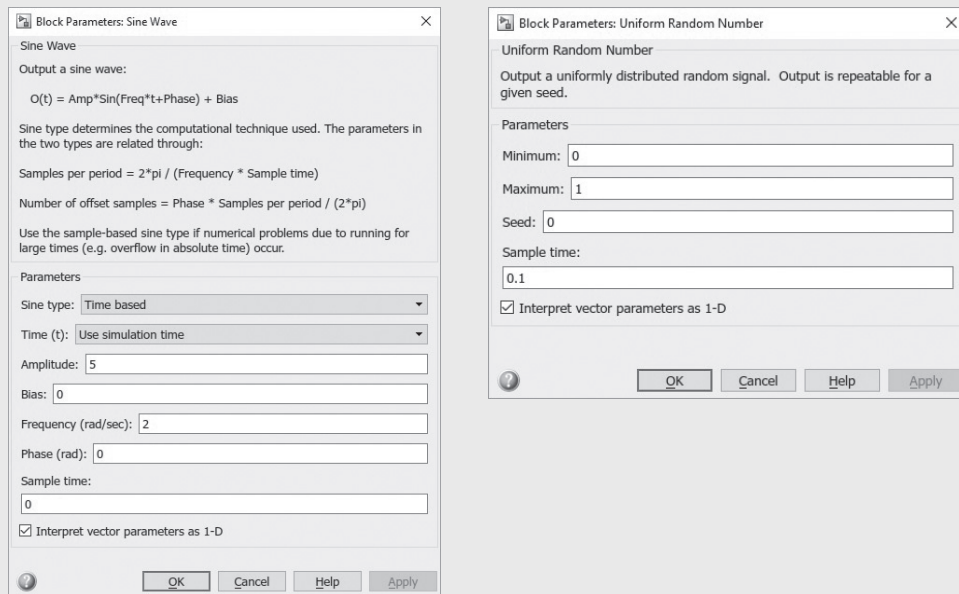 Block Parameters: Sine Wave
Sine Wave
Output a sine wave:
O(t) = Amp*Sin(Freq*t+Phase) + Bias
Sine type determines the computational technique used. The parameters in
the two types are related through:
Samples per period = 2*pi / (Frequency * Sample time)
Number of offset samples = Phase * Samples per period / (2*pi)
Use the sample-based sine type if numerical problems due to running for
large times (e.g. overflow in absolute time) occur.
Parameters
Sine type: Time based
Time (t): Use simulation time
Amplitude: 5
Bias: 0
Frequency (rad/sec): 2
Phase (rad): 0
Sample time:
0
Interpret vector parameters as 1-D
OK Cancel Help Apply
Block Parameters: Uniform Random Number
Uniform Random Number
Output a uniformly distributed random signal. Output is repeatable for a
given seed.
Parameters
Minimum: 0
Maximum: 1
Seed: 0
Sample time:
0.1
Interpret vector parameters as 1-D
OK Cancel Help Apply